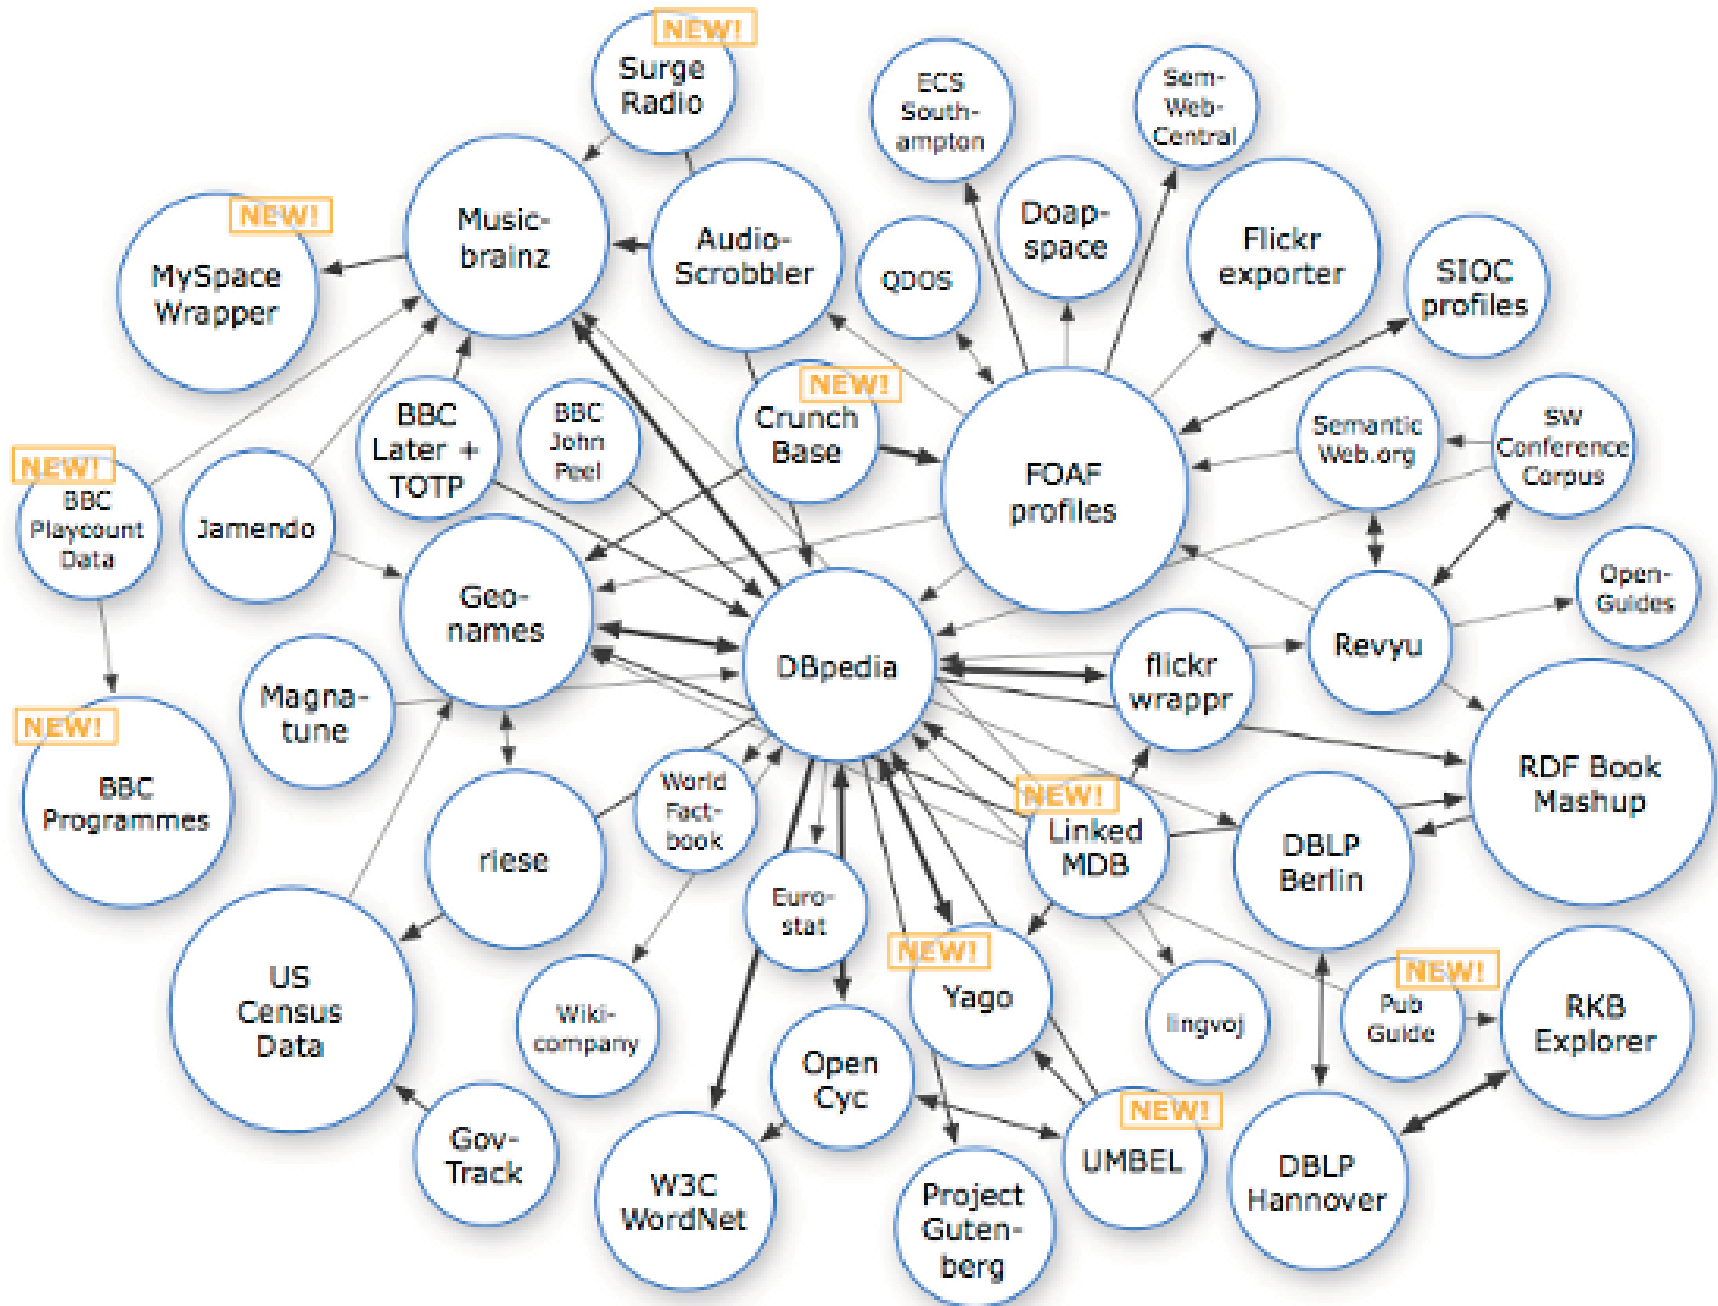 NEW!
Surge
Radio
ECS
South-
ampton
Sem-
Web-
Central
NEW!
MySpace
Wrapper
Music-
brainz
Audio-
Scrobbler
QDOS
Doap-
space
Flickr
exporter
SIOC
profiles
NEW!
BBC
Playcount
Data
Jamendo
BBC
Later +
TOTP
BBC
John
Peel
NEW!
Crunch
Base
FOAF
profiles
Semantic
Web.org
SW
Conference
Corpus
Open-
Guides
Geo-
names
Magna-
tune
DBpedia
flickr
wrappr
Revyu
NEW!
BBC
Programmes
riese
World
Fact-
book
Euro-
stat
NEW!
Linked
MDB
DBLP
Berlin
RDF Book
Mashup
US
Census
Data
Wiki-
company
Open
Cyc
NEW!
Yago
lingvoj
NEW!
Pub
Guide
RKB
Explorer
Gov-
Track
W3C
WordNet
Project
Guten-
berg
NEW!
UMBEL
DBLP
Hannover